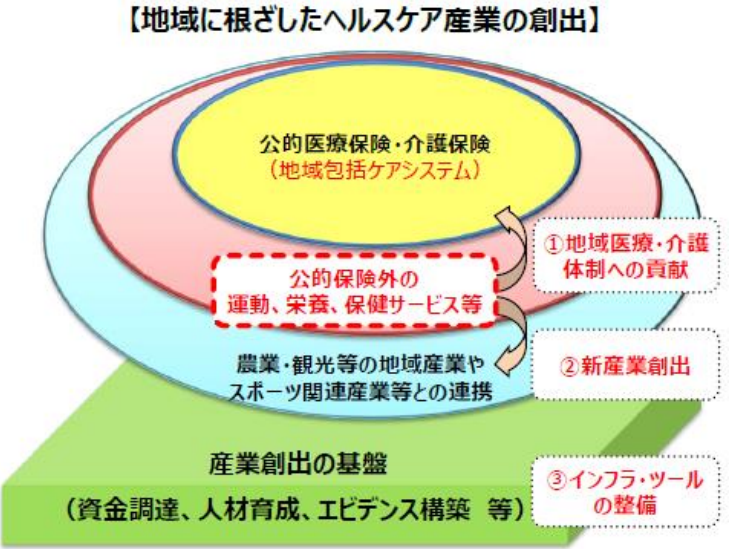 【地域に根ざしたヘルスケア産業の創出】
公的医療保険・介護保険
（地域包括ケアシステム）
①地域医療・介護
体制への貢献
公的保険外の
運動、栄養、保健サービス等
農業・観光等の地域産業や
スポーツ関連産業等との連携
②新産業創出
産業創出の基盤
（資金調達、人材育成、エビデンス構築 等）
③インフラ・ツール
の整備